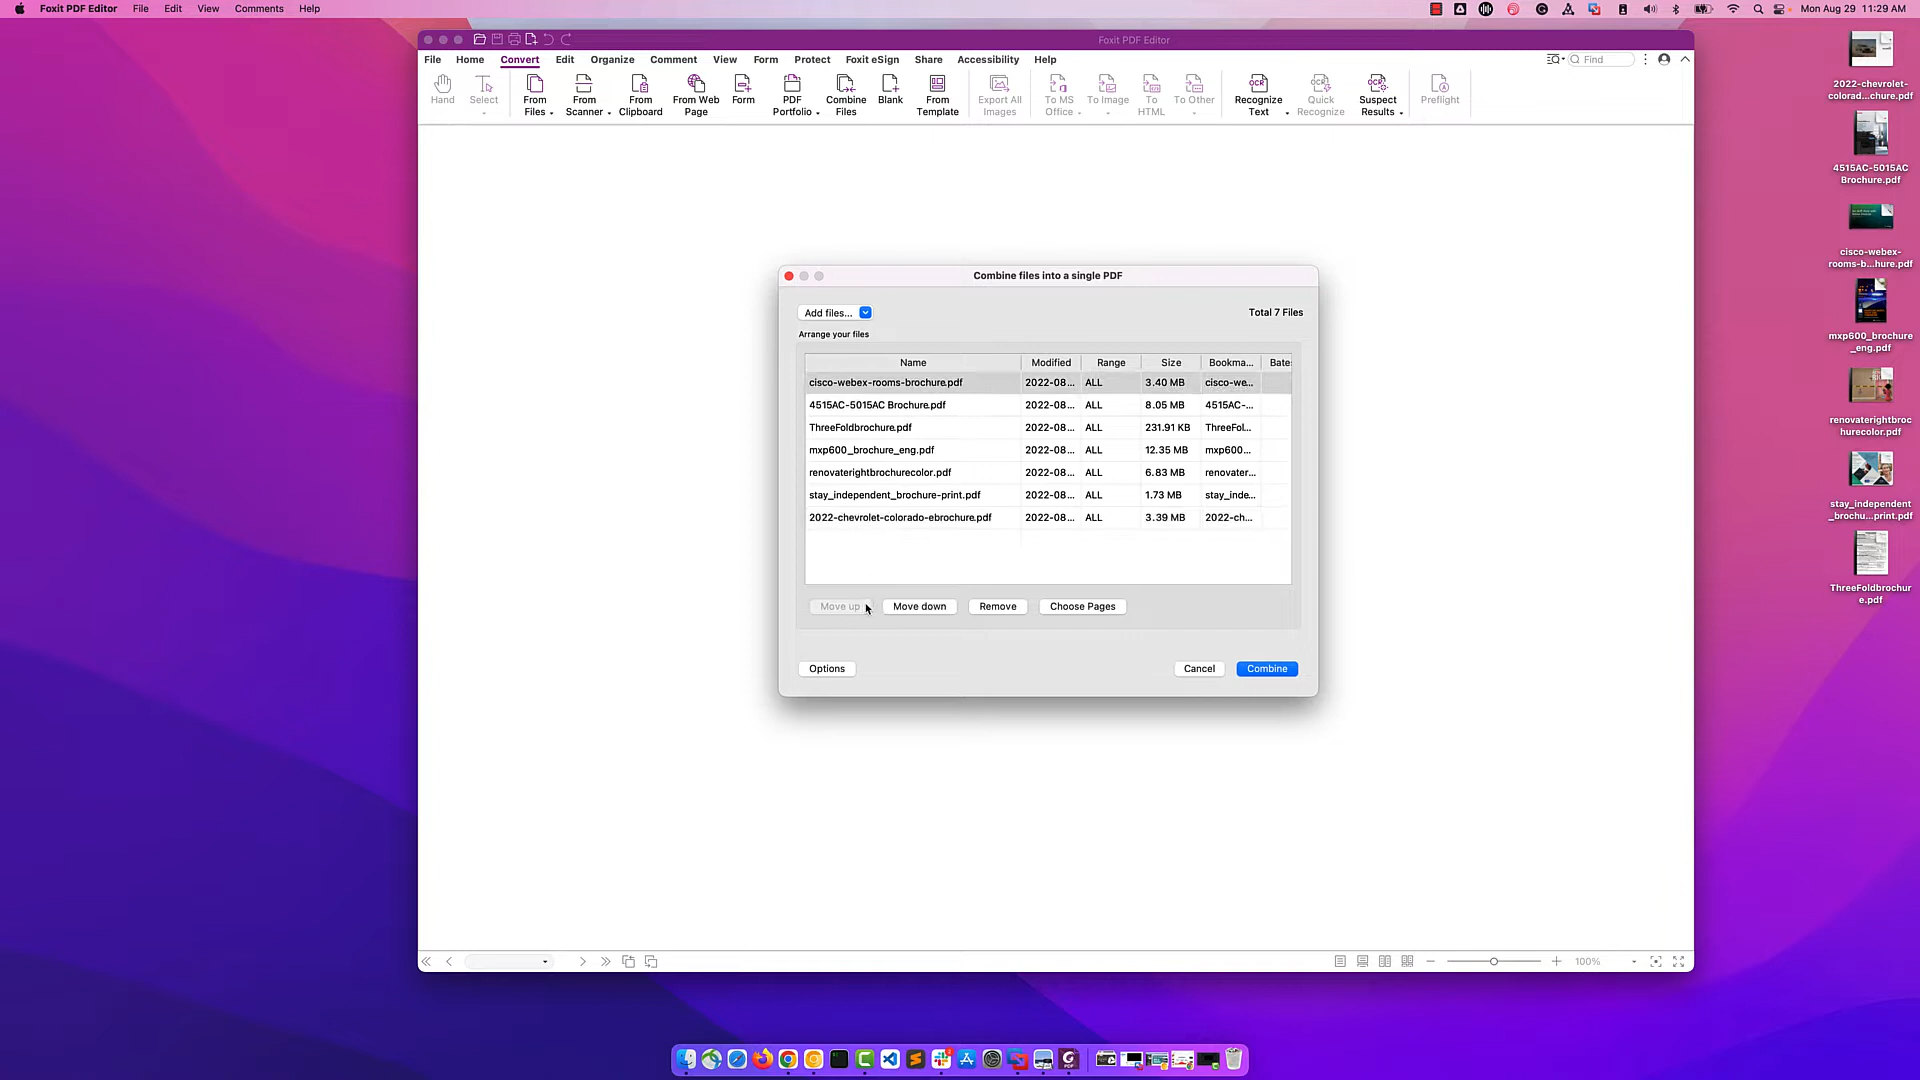 Foxit PDF Editor File Edit View Comments Help Mon Aug 29 11:29 AM
Foxit PDF Editor
File Home Convert Edit Organize Comment View Form Protect Foxit eSign Share Accessibility Help Find
Hand Select From Files From Scanner From Clipboard From Web Page Form PDF Portfolio Combine Files Blank From Template Export All Images To MS Office To Image To HTML To Other Recognize Text Quick Recognize Suspect Results Preflight
Combine files into a single PDF
Add files... Total 7 Files
Arrange your files
Name Modified Range Size Bookma... Bates
cisco-webex-rooms-brochure.pdf 2022-08... ALL 3.40 MB cisco-we...
4515AC-5015AC Brochure.pdf 2022-08... ALL 8.05 MB 4515AC-...
ThreeFoldbrochure.pdf 2022-08... ALL 231.91 KB ThreeFol...
mxp600_brochure_eng.pdf 2022-08... ALL 12.35 MB mxp600...
renovaterightbrochurecolor.pdf 2022-08... ALL 6.83 MB renovater...
stay_independent_brochure-print.pdf 2022-08... ALL 1.73 MB stay_inde...
2022-chevrolet-colorado-ebrochure.pdf 2022-08... ALL 3.39 MB 2022-ch...
Move up Move down Remove Choose Pages
Options Cancel Combine
100%
2022-chevrolet-
colorad...chure.pdf
4515AC-5015AC
Brochure.pdf
cisco-webex-
rooms-b...hure.pdf
mxp600_brochure
_eng.pdf
renovaterightbroc
hurecolor.pdf
stay_independent
_brochu...print.pdf
ThreeFoldbrochur
e.pdf